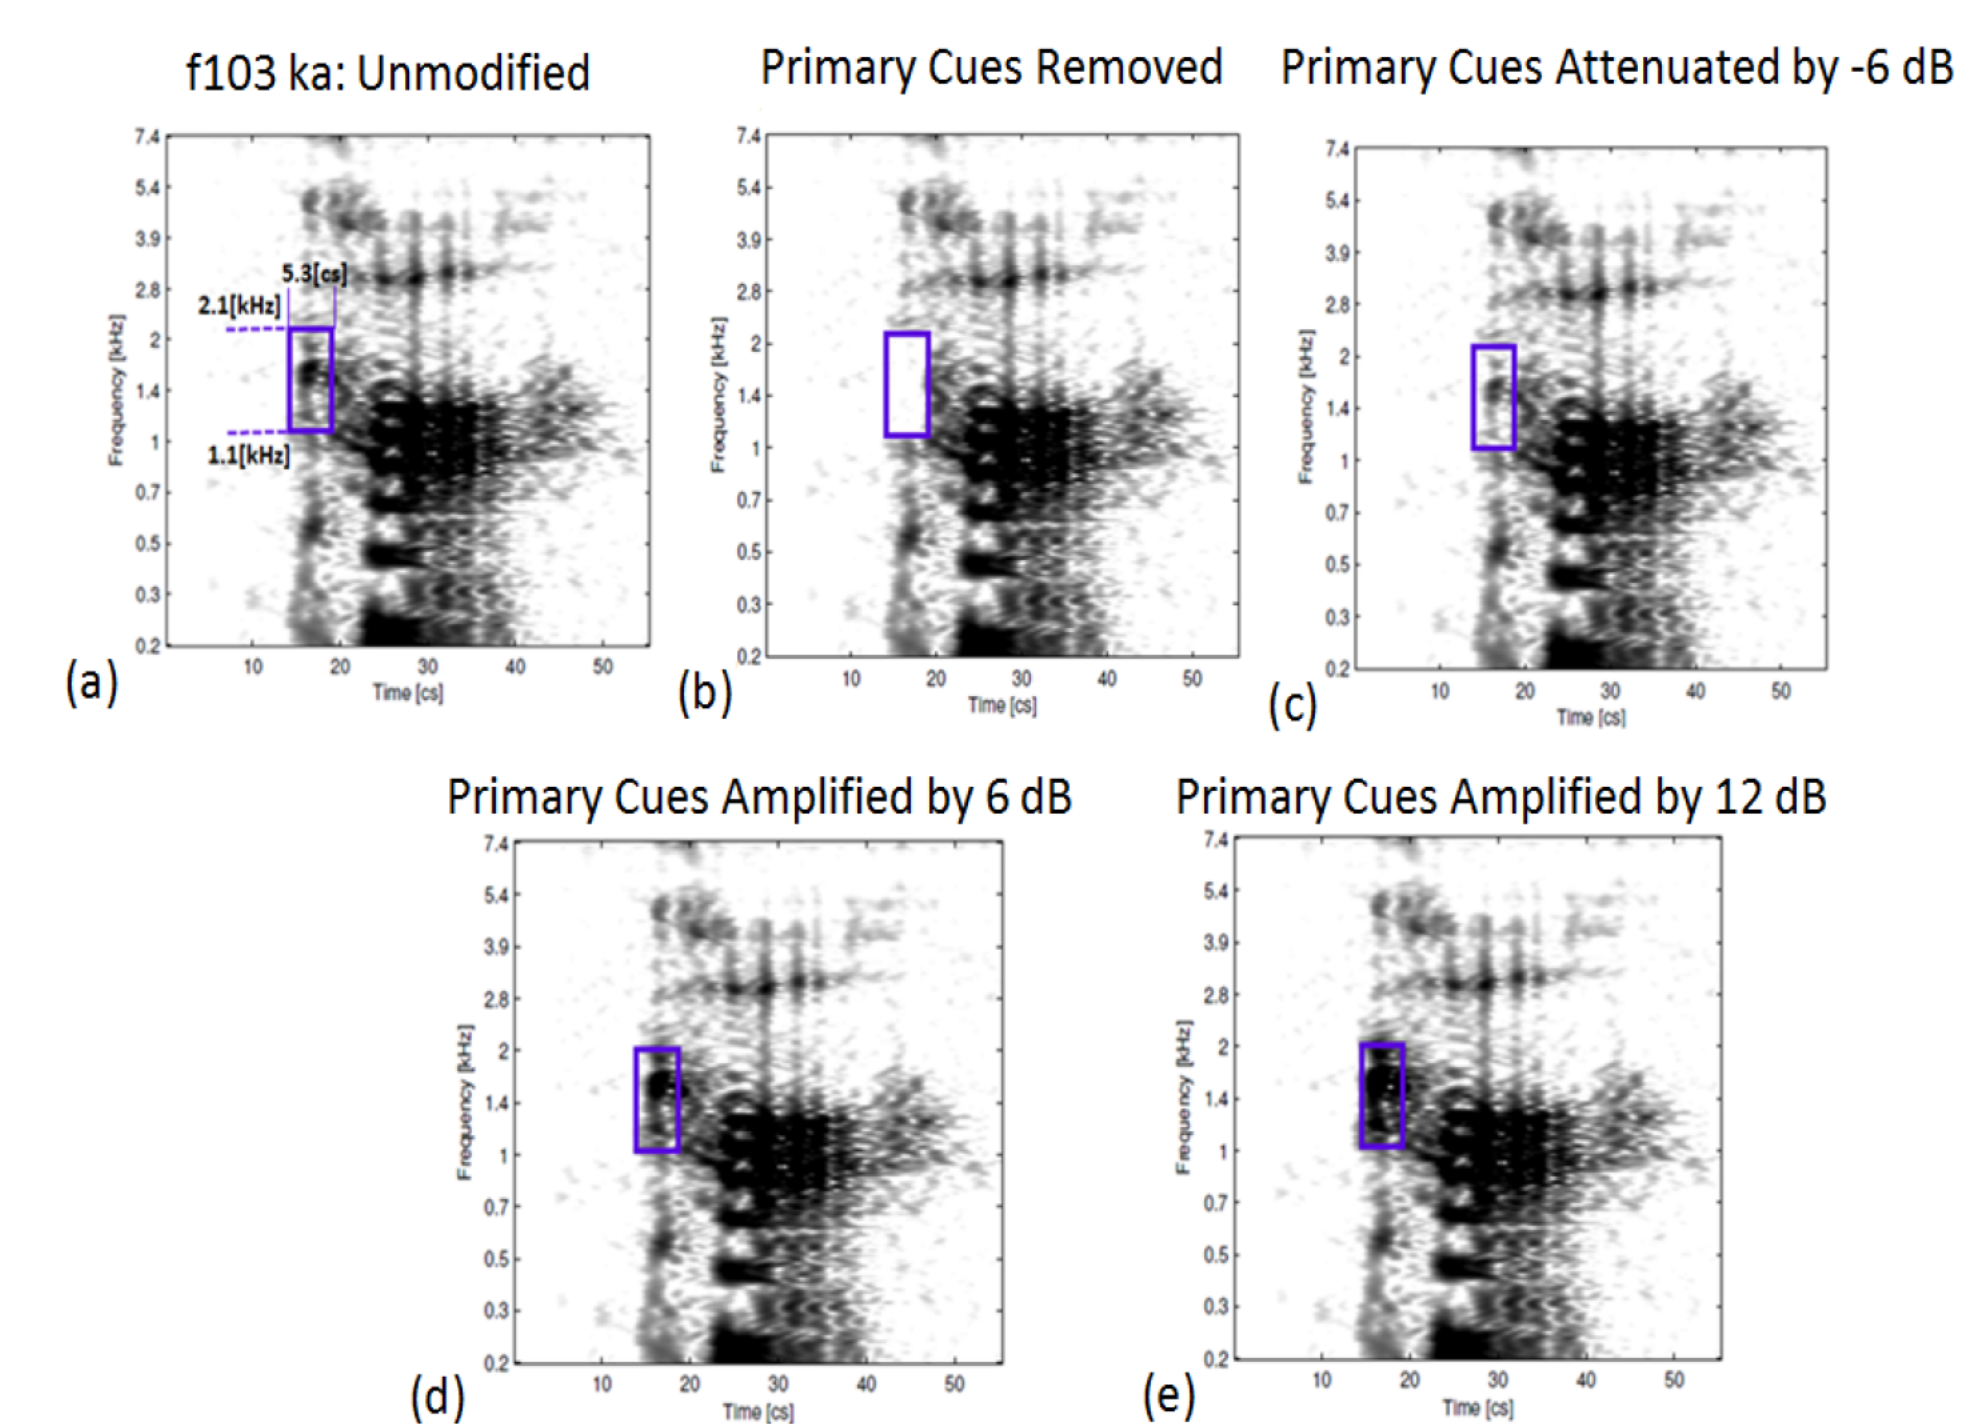 f103 ka: Unmodified
7.4
5.4
3.9
2.8
2
1.4
1
0.7
0.5
0.3
0.2
Frequency [kHz]
5.3[cs]
2.1[kHz]
1.1[kHz]
10 20 30 40 50
Time [cs]
(a)
Primary Cues Removed
7.4
5.4
3.9
2.8
2
1.4
1
0.7
0.5
0.3
0.2
Frequency [kHz]
10 20 30 40 50
Time [cs]
(b)
Primary Cues Attenuated by -6 dB
7.4
5.4
3.9
2.8
2
1.4
1
0.7
0.5
0.3
0.2
Frequency [kHz]
10 20 30 40 50
Time [cs]
(c)
Primary Cues Amplified by 6 dB
7.4
5.4
3.9
2.8
2
1.4
1
0.7
0.5
0.3
0.2
Frequency [kHz]
10 20 30 40 50
Time [cs]
(d)
Primary Cues Amplified by 12 dB
7.4
5.4
3.9
2.8
2
1.4
1
0.7
0.5
0.3
0.2
Frequency [kHz]
10 20 30 40 50
Time [cs]
(e)